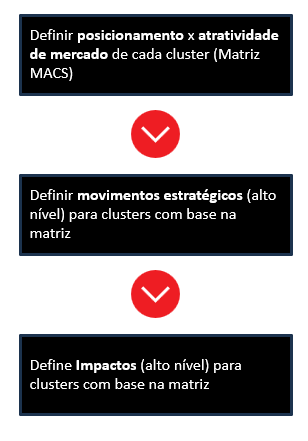 Definir posicionamento x atratividade
de mercado de cada cluster (Matriz
MACS)
Definir movimentos estratégicos (alto
nível) para clusters com base na
matriz
Define Impactos (alto nível) para
clusters com base na matriz